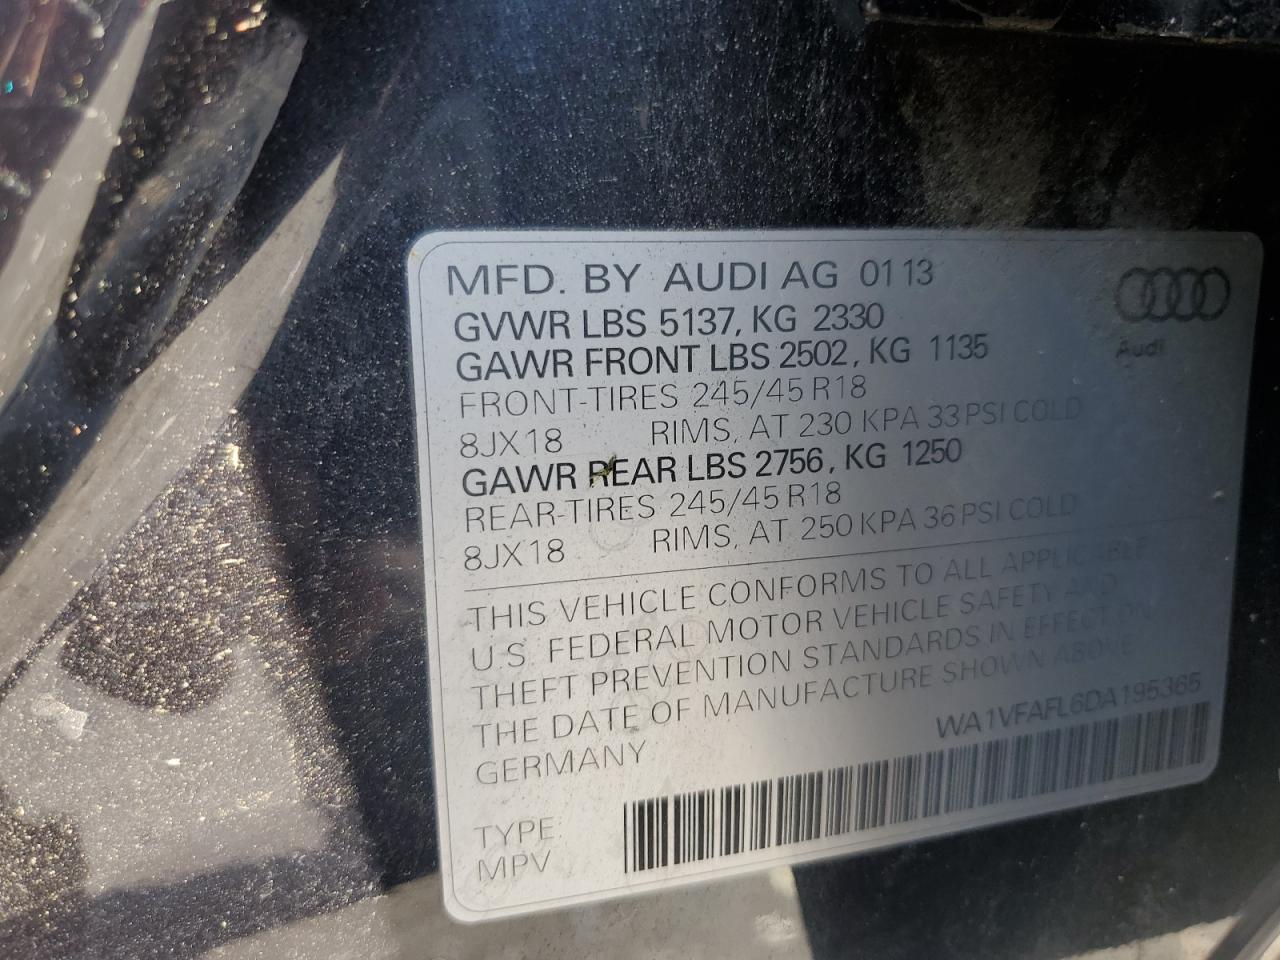 MFD. BY AUDI AG 01 13
GVWR LBS 5137, KG 2330
GAWR FRONT LBS 2502, KG 1135
FRONT-TIRES 245/45 R18
8JX18 RIMS, AT 230 KPA 33 PSI COLD
GAWR REAR LBS 2756, KG 1250
REAR-TIRES 245/45 R18
8JX18 RIMS, AT 250 KPA 36 PSI COLD
THIS VEHICLE CONFORMS TO ALL APPLICABLE
U.S. FEDERAL MOTOR VEHICLE SAFETY AND
THEFT PREVENTION STANDARDS IN EFFECT ON
THE DATE OF MANUFACTURE SHOWN ABOVE
GERMANY
WA1VFAFL6DA195365
TYPE:
MPV
Audi